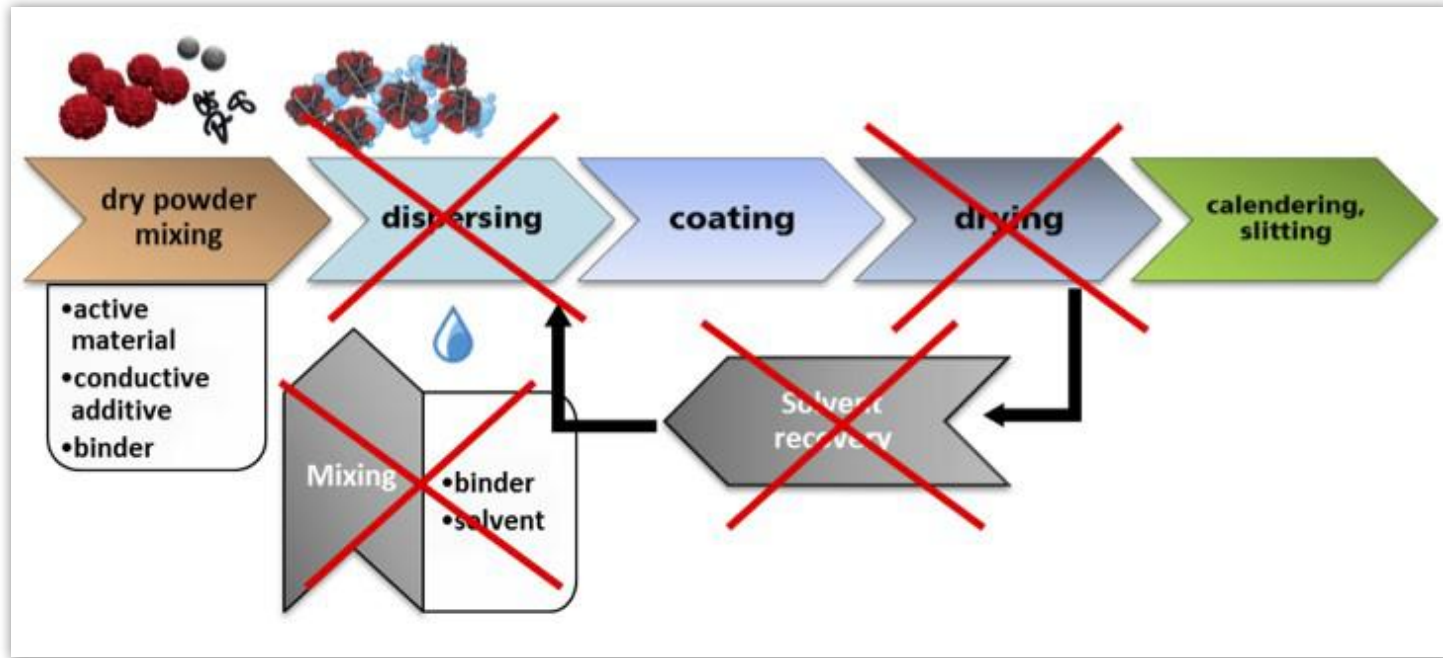 dry powder
mixing
dispersing
coating
drying
calendering,
slitting
•active
material
•conductive
additive
•binder
Mixing
•binder
•solvent
Solvent
recovery